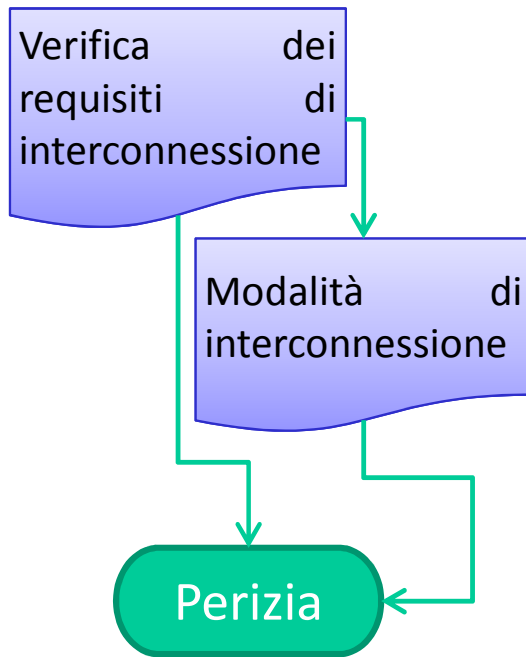 Verifica dei
requisiti di
interconnessione
Modalità di
interconnessione
Perizia